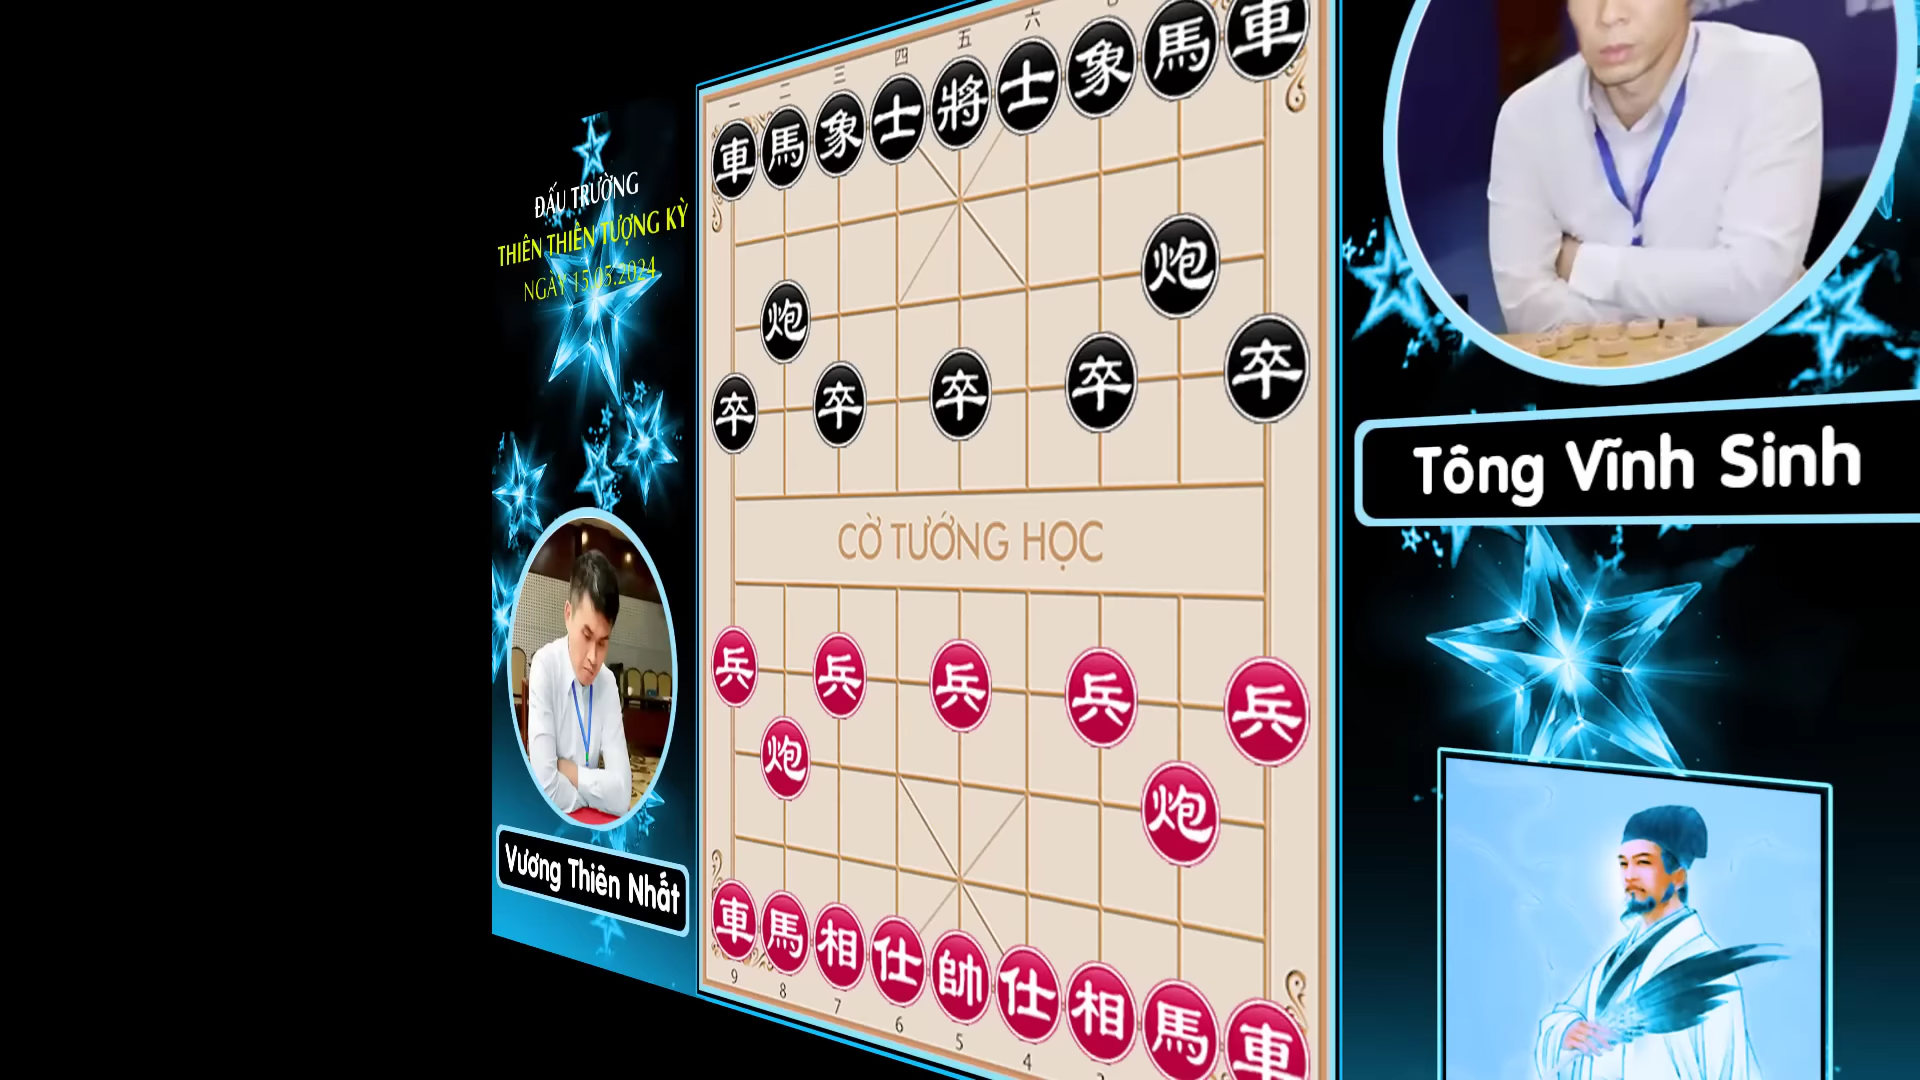 ĐẤU TRƯỜNG
THIÊN THIÊN TƯỢNG KỲ
NGÀY 15.05.2024
Vương Thiên Nhất
一 二 三 四 五 六
車 馬 象 士 將 士 象 馬 車
炮 炮
卒 卒 卒 卒 卒
CỜ TƯỚNG HỌC
兵 兵 兵 兵 兵
炮 炮
車 馬 相 仕 帥 仕 相 馬 車
9 8 7 6 5 4
Tông Vĩnh Sinh